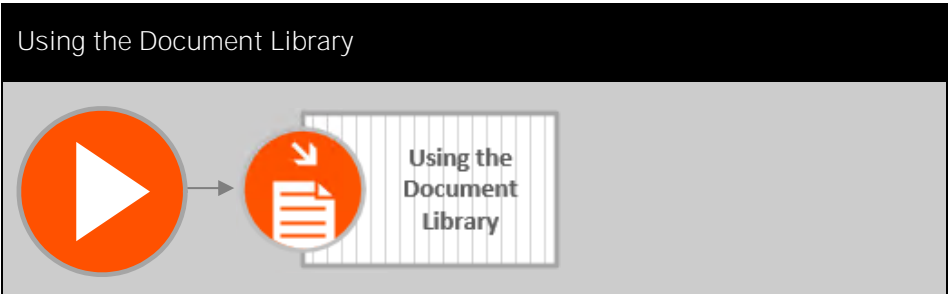 Using the Document Library
Using the
Document
Library